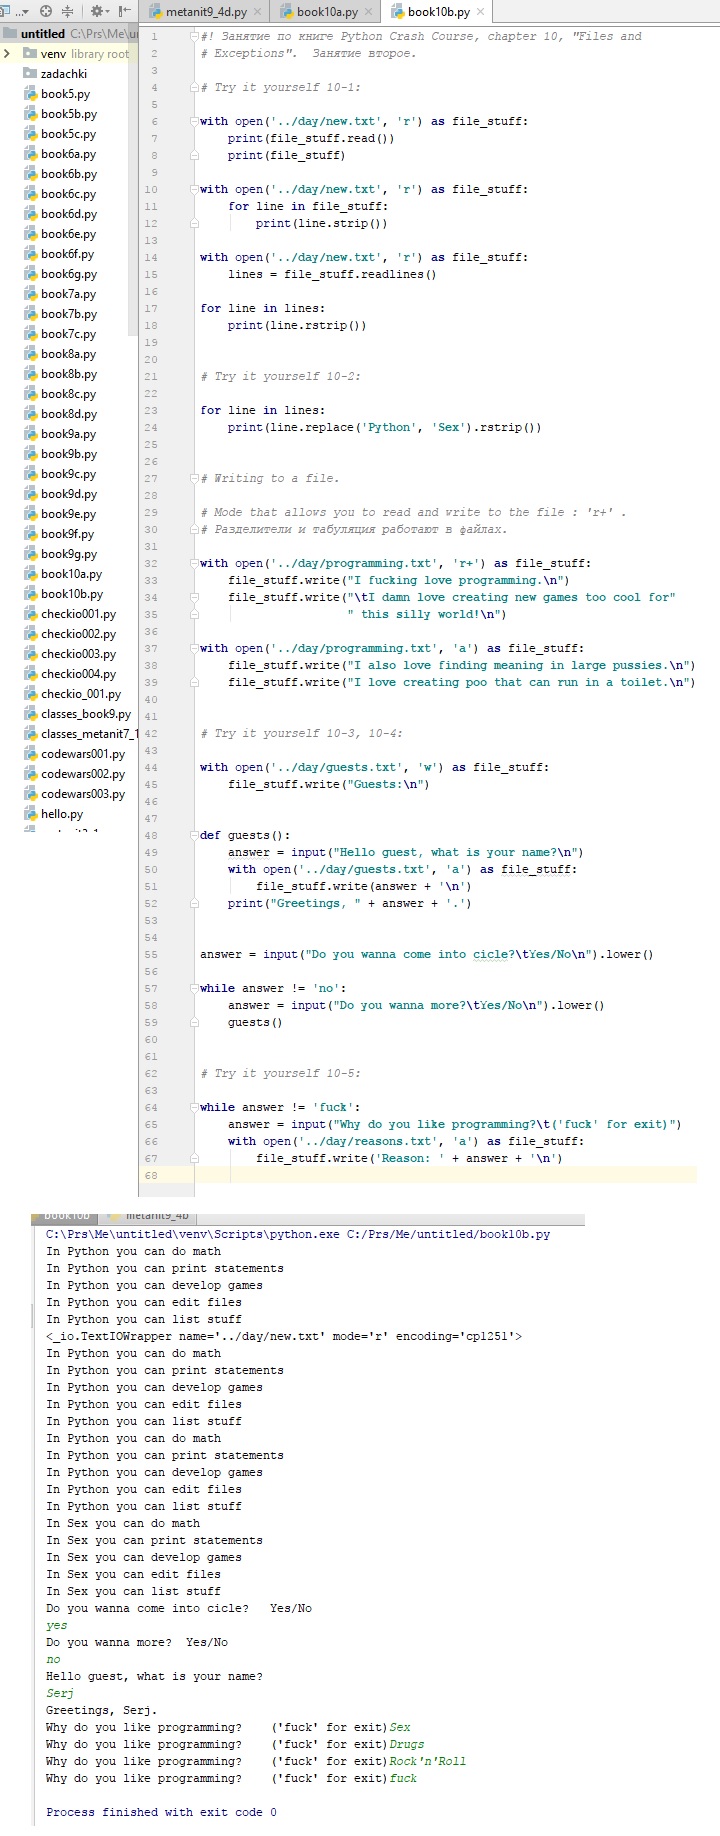 metanit9_4d.py
book10a.py
book10b.py
untitled C:\Prs\Me\u
venv library root
zadachki
book5.py
book5b.py
book5c.py
book6a.py
book6b.py
book6c.py
book6d.py
book6e.py
book6f.py
book6g.py
book7a.py
book7b.py
book7c.py
book8a.py
book8b.py
book8c.py
book8d.py
book9a.py
book9b.py
book9c.py
book9d.py
book9e.py
book9f.py
book9g.py
book10a.py
book10b.py
checkio001.py
checkio002.py
checkio003.py
checkio004.py
checkio_001.py
classes_book9.py
classes_metanit7_1
codewars001.py
codewars002.py
codewars003.py
hello.py
1 #! Занятие по книге Python Crash Course, chapter 10, "Files and
2 # Exceptions".  Занятие второе.
3
4 # Try it yourself 10-1:
5
6 with open('../day/new.txt', 'r') as file_stuff:
7     print(file_stuff.read())
8     print(file_stuff)
9
10 with open('../day/new.txt', 'r') as file_stuff:
11     for line in file_stuff:
12         print(line.strip())
13
14 with open('../day/new.txt', 'r') as file_stuff:
15     lines = file_stuff.readlines()
16
17 for line in lines:
18     print(line.rstrip())
19
20
21 # Try it yourself 10-2:
22
23 for line in lines:
24     print(line.replace('Python', 'Sex').rstrip())
25
26
27 # Writing to a file.
28
29 # Mode that allows you to read and write to the file : 'r+' .
30 # Разделители и табуляция работают в файлах.
31
32 with open('../day/programming.txt', 'r+') as file_stuff:
33     file_stuff.write("I fucking love programming.\n")
34     file_stuff.write("\tI damn love creating new games too cool for"
35                      " this silly world!\n")
36
37 with open('../day/programming.txt', 'a') as file_stuff:
38     file_stuff.write("I also love finding meaning in large pussies.\n")
39     file_stuff.write("I love creating poo that can run in a toilet.\n")
40
41
42 # Try it yourself 10-3, 10-4:
43
44 with open('../day/guests.txt', 'w') as file_stuff:
45     file_stuff.write("Guests:\n")
46
47
48 def guests():
49     answer = input("Hello guest, what is your name?\n")
50     with open('../day/guests.txt', 'a') as file_stuff:
51         file_stuff.write(answer + '\n')
52     print("Greetings, " + answer + '.')
53
54
55 answer = input("Do you wanna come into cicle?\tYes/No\n").lower()
56
57 while answer != 'no':
58     answer = input("Do you wanna more?\tYes/No\n").lower()
59     guests()
60
61
62 # Try it yourself 10-5:
63
64 while answer != 'fuck':
65     answer = input("Why do you like programming?\t('fuck' for exit)")
66     with open('../day/reasons.txt', 'a') as file_stuff:
67         file_stuff.write('Reason: ' + answer + '\n')
68
book10b
metanit9_4b
C:\Prs\Me\untitled\venv\Scripts\python.exe C:/Prs/Me/untitled/book10b.py
In Python you can do math
In Python you can print statements
In Python you can develop games
In Python you can edit files
In Python you can list stuff
<_io.TextIOWrapper name='../day/new.txt' mode='r' encoding='cp1251'>
In Python you can do math
In Python you can print statements
In Python you can develop games
In Python you can edit files
In Python you can list stuff
In Python you can do math
In Python you can print statements
In Python you can develop games
In Python you can edit files
In Python you can list stuff
In Sex you can do math
In Sex you can print statements
In Sex you can develop games
In Sex you can edit files
In Sex you can list stuff
Do you wanna come into cicle?   Yes/No
yes
Do you wanna more?  Yes/No
no
Hello guest, what is your name?
Serj
Greetings, Serj.
Why do you like programming?    ('fuck' for exit)Sex
Why do you like programming?    ('fuck' for exit)Drugs
Why do you like programming?    ('fuck' for exit)Rock'n'Roll
Why do you like programming?    ('fuck' for exit)fuck
Process finished with exit code 0